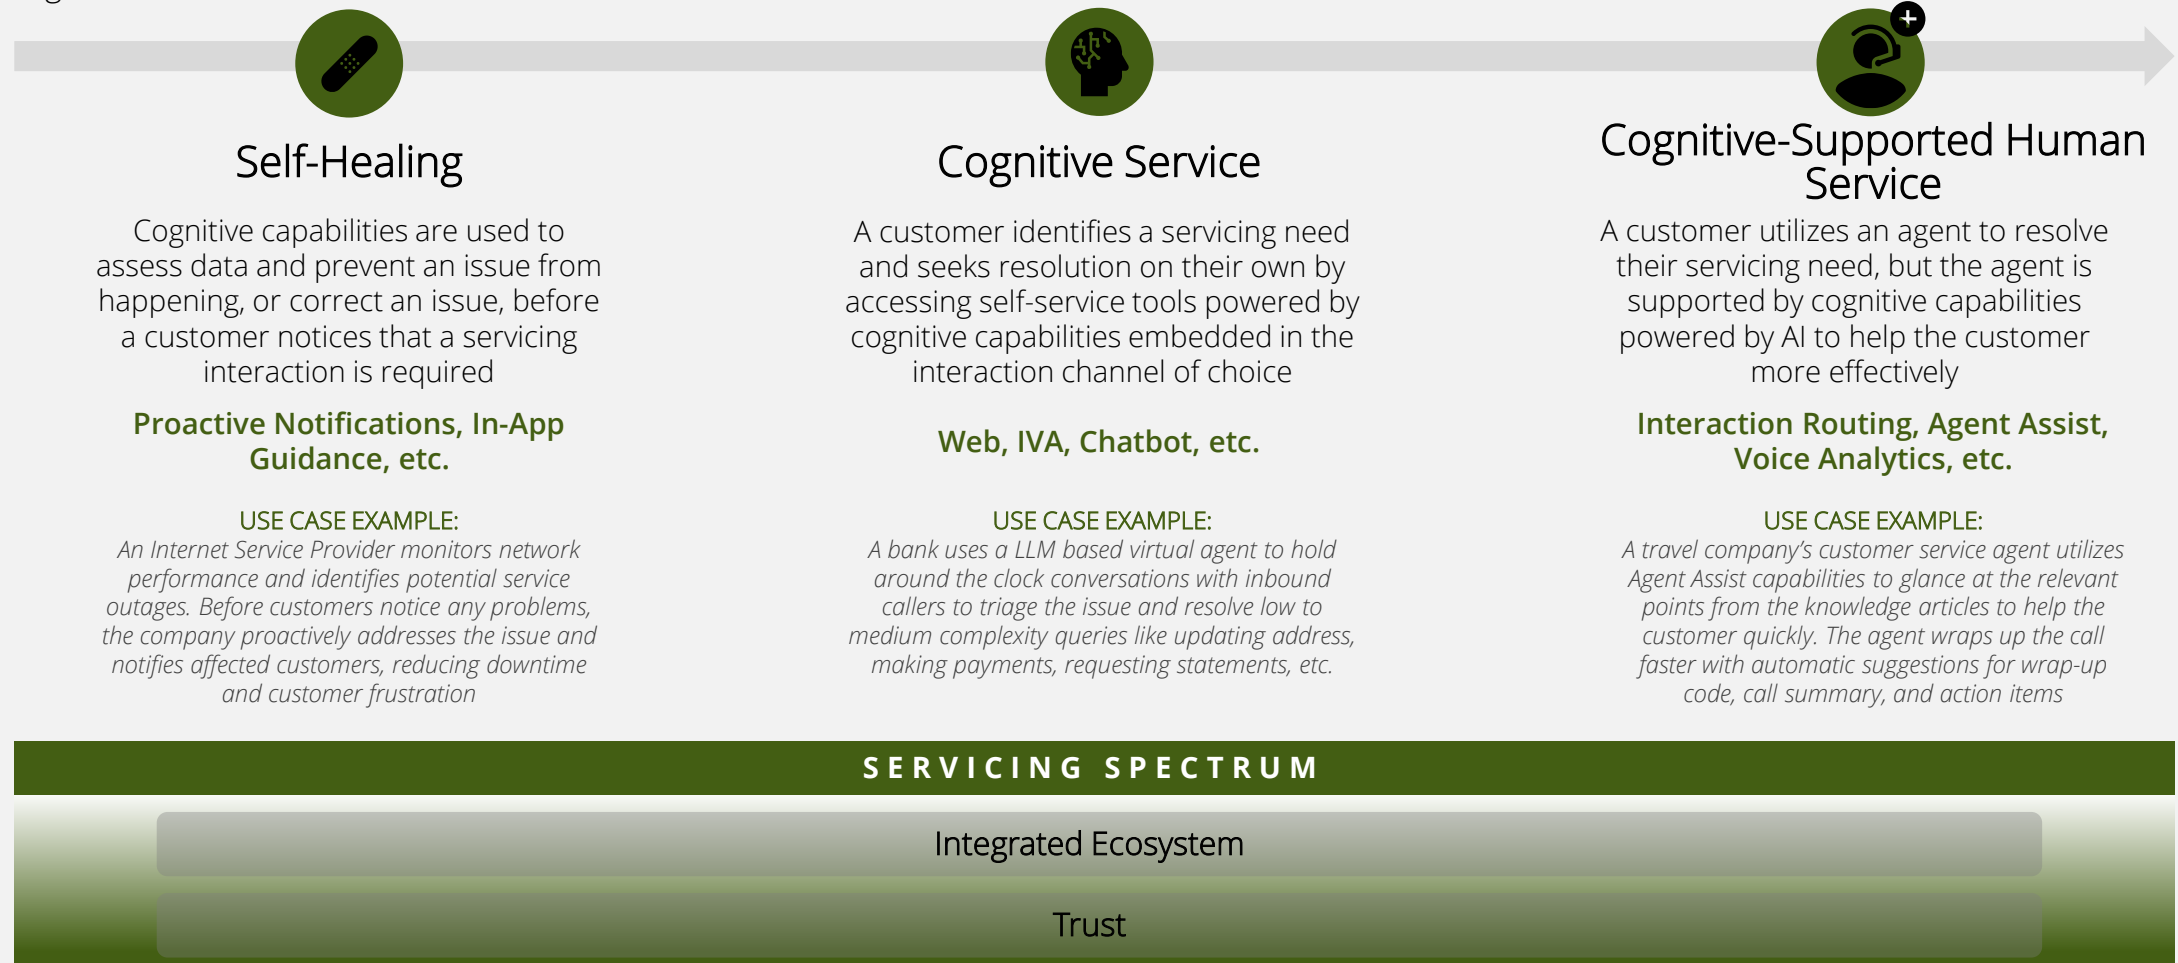 Self-Healing
Cognitive capabilities are used to
assess data and prevent an issue from
happening, or correct an issue, before
a customer notices that a servicing
interaction is required
Proactive Notifications, In-App
Guidance, etc.
USE CASE EXAMPLE:
An Internet Service Provider monitors network
performance and identifies potential service
outages. Before customers notice any problems,
the company proactively addresses the issue and
notifies affected customers, reducing downtime
and customer frustration
Cognitive Service
A customer identifies a servicing need
and seeks resolution on their own by
accessing self-service tools powered by
cognitive capabilities embedded in the
interaction channel of choice
Web, IVA, Chatbot, etc.
USE CASE EXAMPLE:
A bank uses a LLM based virtual agent to hold
around the clock conversations with inbound
callers to triage the issue and resolve low to
medium complexity queries like updating address,
making payments, requesting statements, etc.
Cognitive-Supported Human
Service
A customer utilizes an agent to resolve
their servicing need, but the agent is
supported by cognitive capabilities
powered by AI to help the customer
more effectively
Interaction Routing, Agent Assist,
Voice Analytics, etc.
USE CASE EXAMPLE:
A travel company's customer service agent utilizes
Agent Assist capabilities to glance at the relevant
points from the knowledge articles to help the
customer quickly. The agent wraps up the call
faster with automatic suggestions for wrap-up
code, call summary, and action items
SERVICING SPECTRUM
Integrated Ecosystem
Trust